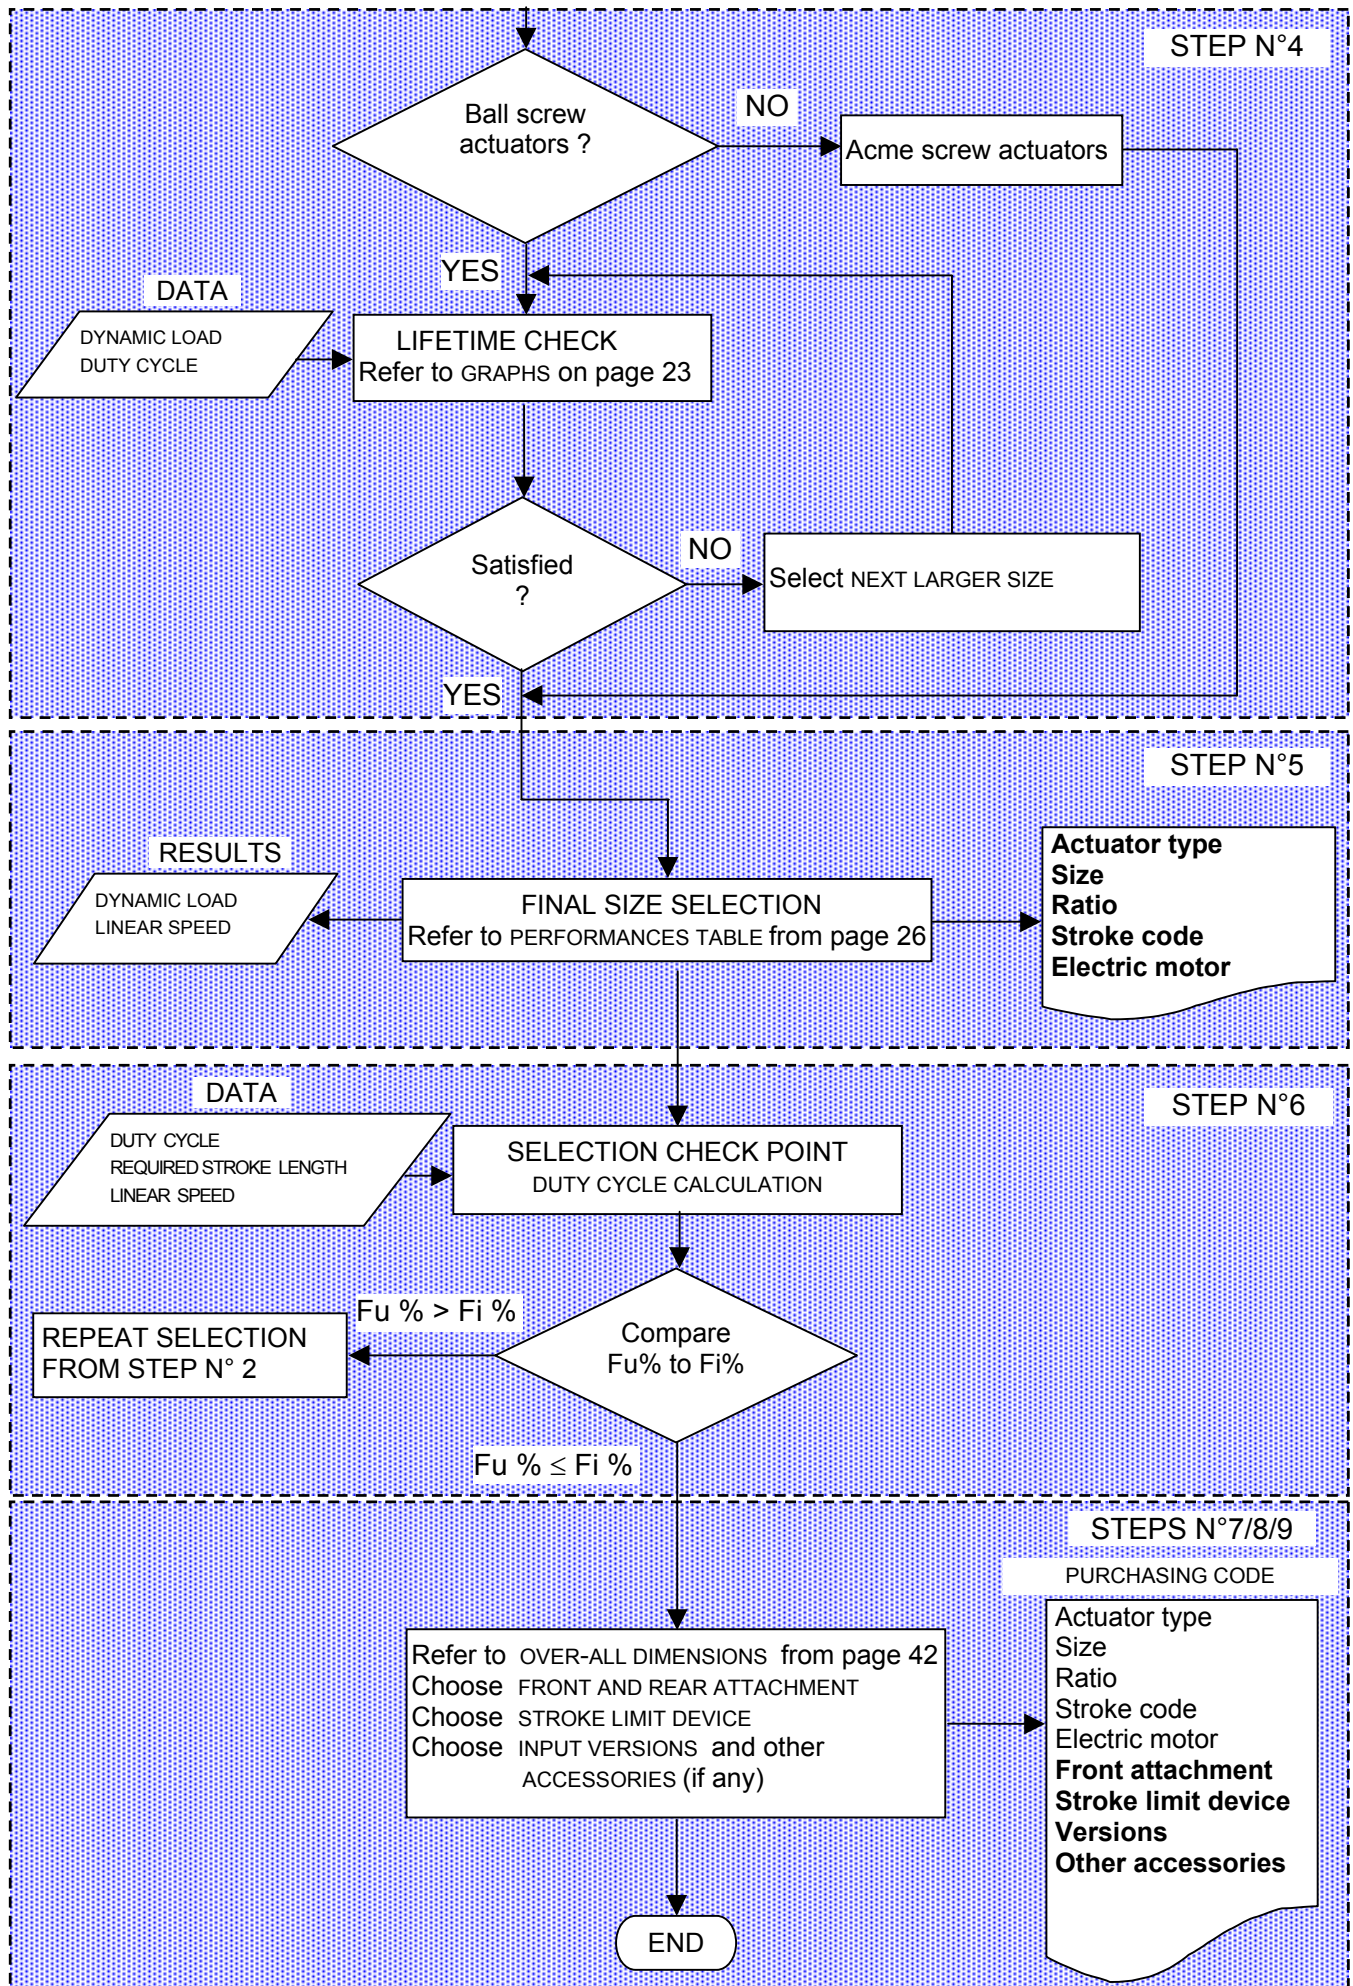 STEP N°4
Ball screw
actuators ?
NO
Acme screw actuators
YES
DATA
DYNAMIC LOAD
DUTY CYCLE
LIFETIME CHECK
Refer to GRAPHS on page 23
Satisfied
?
NO
Select NEXT LARGER SIZE
YES
STEP N°5
RESULTS
DYNAMIC LOAD
LINEAR SPEED
FINAL SIZE SELECTION
Refer to PERFORMANCES TABLE from page 26
Actuator type
Size
Ratio
Stroke code
Electric motor
STEP N°6
DATA
DUTY CYCLE
REQUIRED STROKE LENGTH
LINEAR SPEED
SELECTION CHECK POINT
DUTY CYCLE CALCULATION
Fu % > Fi %
REPEAT SELECTION
FROM STEP N° 2
Compare
Fu% to Fi%
Fu % ≤ Fi %
STEPS N°7/8/9
PURCHASING CODE
Refer to OVER-ALL DIMENSIONS from page 42
Choose FRONT AND REAR ATTACHMENT
Choose STROKE LIMIT DEVICE
Choose INPUT VERSIONS and other
ACCESSORIES (if any)
Actuator type
Size
Ratio
Stroke code
Electric motor
Front attachment
Stroke limit device
Versions
Other accessories
END